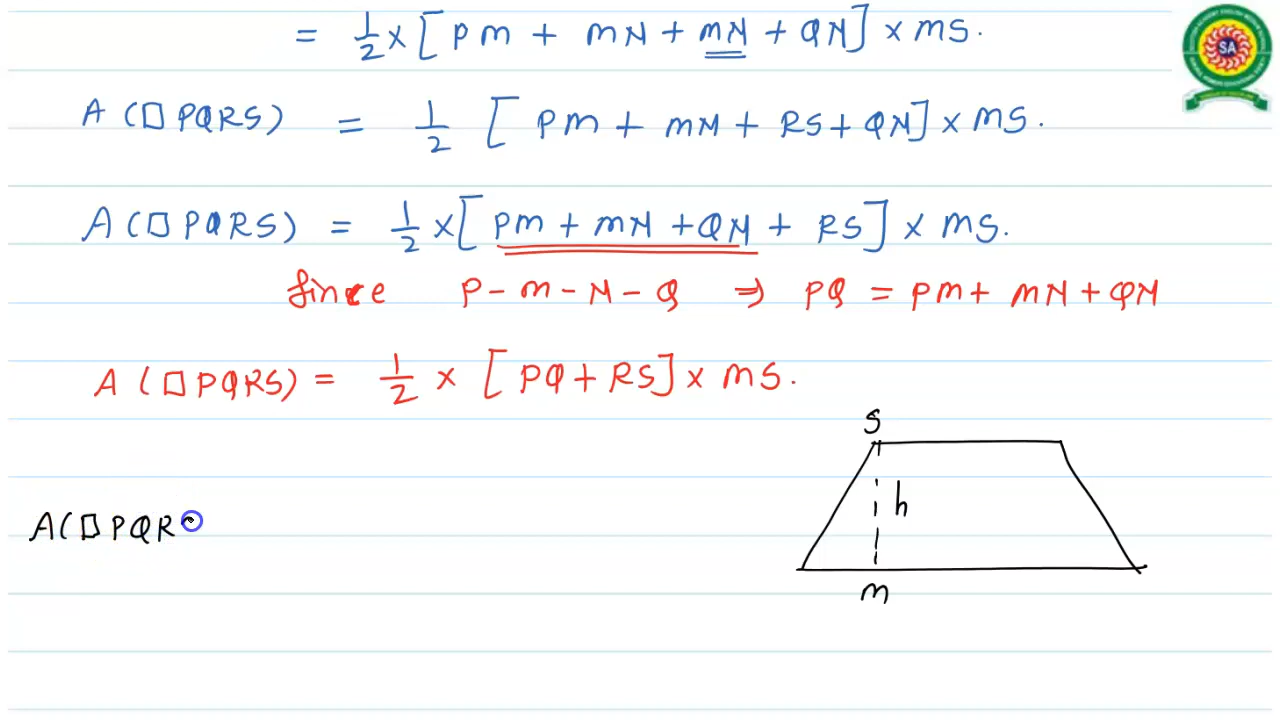 = 1/2 × [ PM + MN + MN + QN ] × MS.
A (□ PQRS) = 1/2 [ PM + MN + RS + QN ] × MS.
A (□ PQRS) = 1/2 × [ PM + MN + QN + RS ] × MS.
Since P - M - N - Q ⇒ PQ = PM + MN + QN
A (□ PQRS) = 1/2 × [ PQ + RS ] × MS.
S
h
M
A(□ PQR
SA